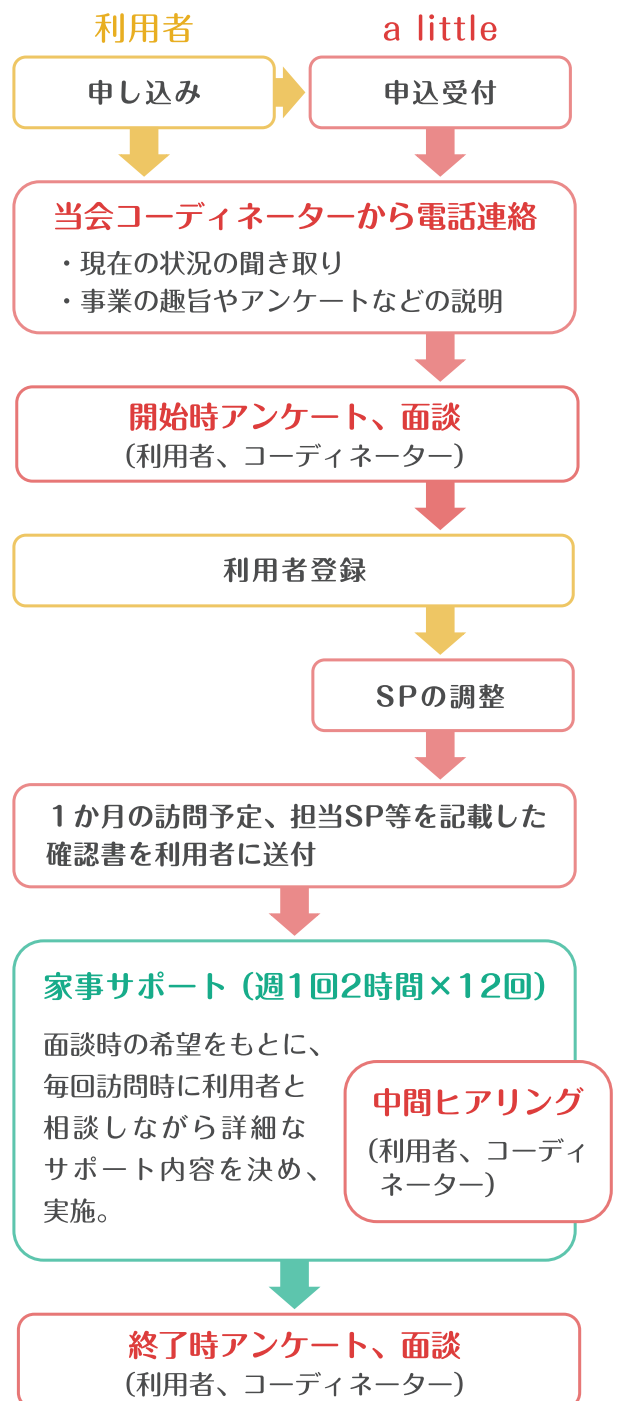 利用者
a little
申し込み
申込受付
当会コーディネーターから電話連絡
・現在の状況の聞き取り
・事業の趣旨やアンケートなどの説明
開始時アンケート、面談
（利用者、コーディネーター）
利用者登録
SPの調整
１か月の訪問予定、担当SP等を記載した
確認書を利用者に送付
家事サポート（週1回2時間×12回）
面談時の希望をもとに、
毎回訪問時に利用者と
相談しながら詳細な
サポート内容を決め、
実施。
中間ヒアリング
（利用者、コーディ
ネーター）
終了時アンケート、面談
（利用者、コーディネーター）